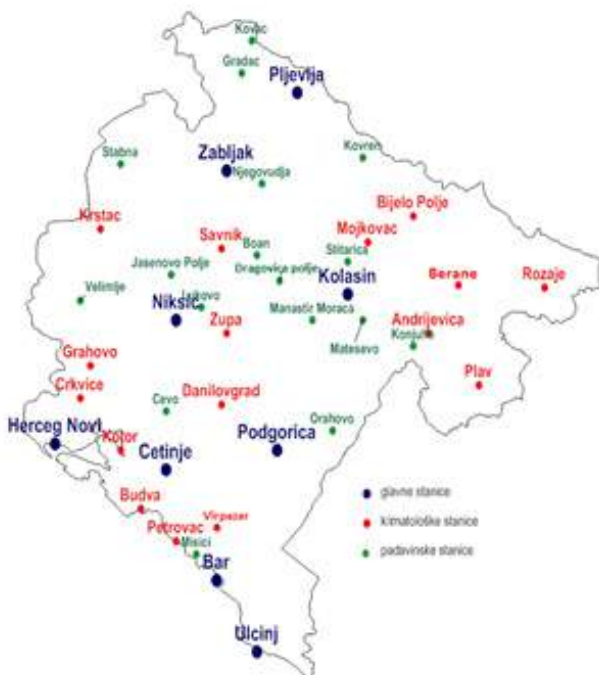 Kovac
Gradac
Pljevlja
Stabna
Zabljak
Kovren
Njegovudja
Krstac
Bijelo Polje
Savnik
Mojkovac
Boan
Stitarica
Jasenovo Polje
Dragovica polje
Kolasin
Berane
Rozaje
Velimlje
Niksic
Zupa
Manastir Moraca
Andrijevica
Matesevo
Grahovo
Plav
Crkvice
Danilovgrad
Cevo
Herceg Novi
Podgorica
Orahovo
Kotor
Cetinje
glavne stanice
Budva
Virpazar
klimatološke stanice
Petrovac
Misici
padavinske stanice
Bar
Ulcinj